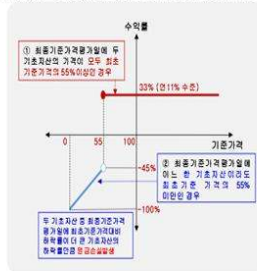 수익률
① 최종기준가격평가일에 두
기초자산의 가격이 모두 최초
기준가격의 55%이상인 경우
33% (연11% 수준)
0
55
100
기준가격
-45%
② 최종기준가격평가일에
어느 한 기초자산이라도
최초기준 가격의 55%
미만인 경우
-100%
두 기초자산 중 최종기준가격
평가일에 최초기준가격대비
하락률이 더 큰 기초자산의
하락률만큼 원금손실발생